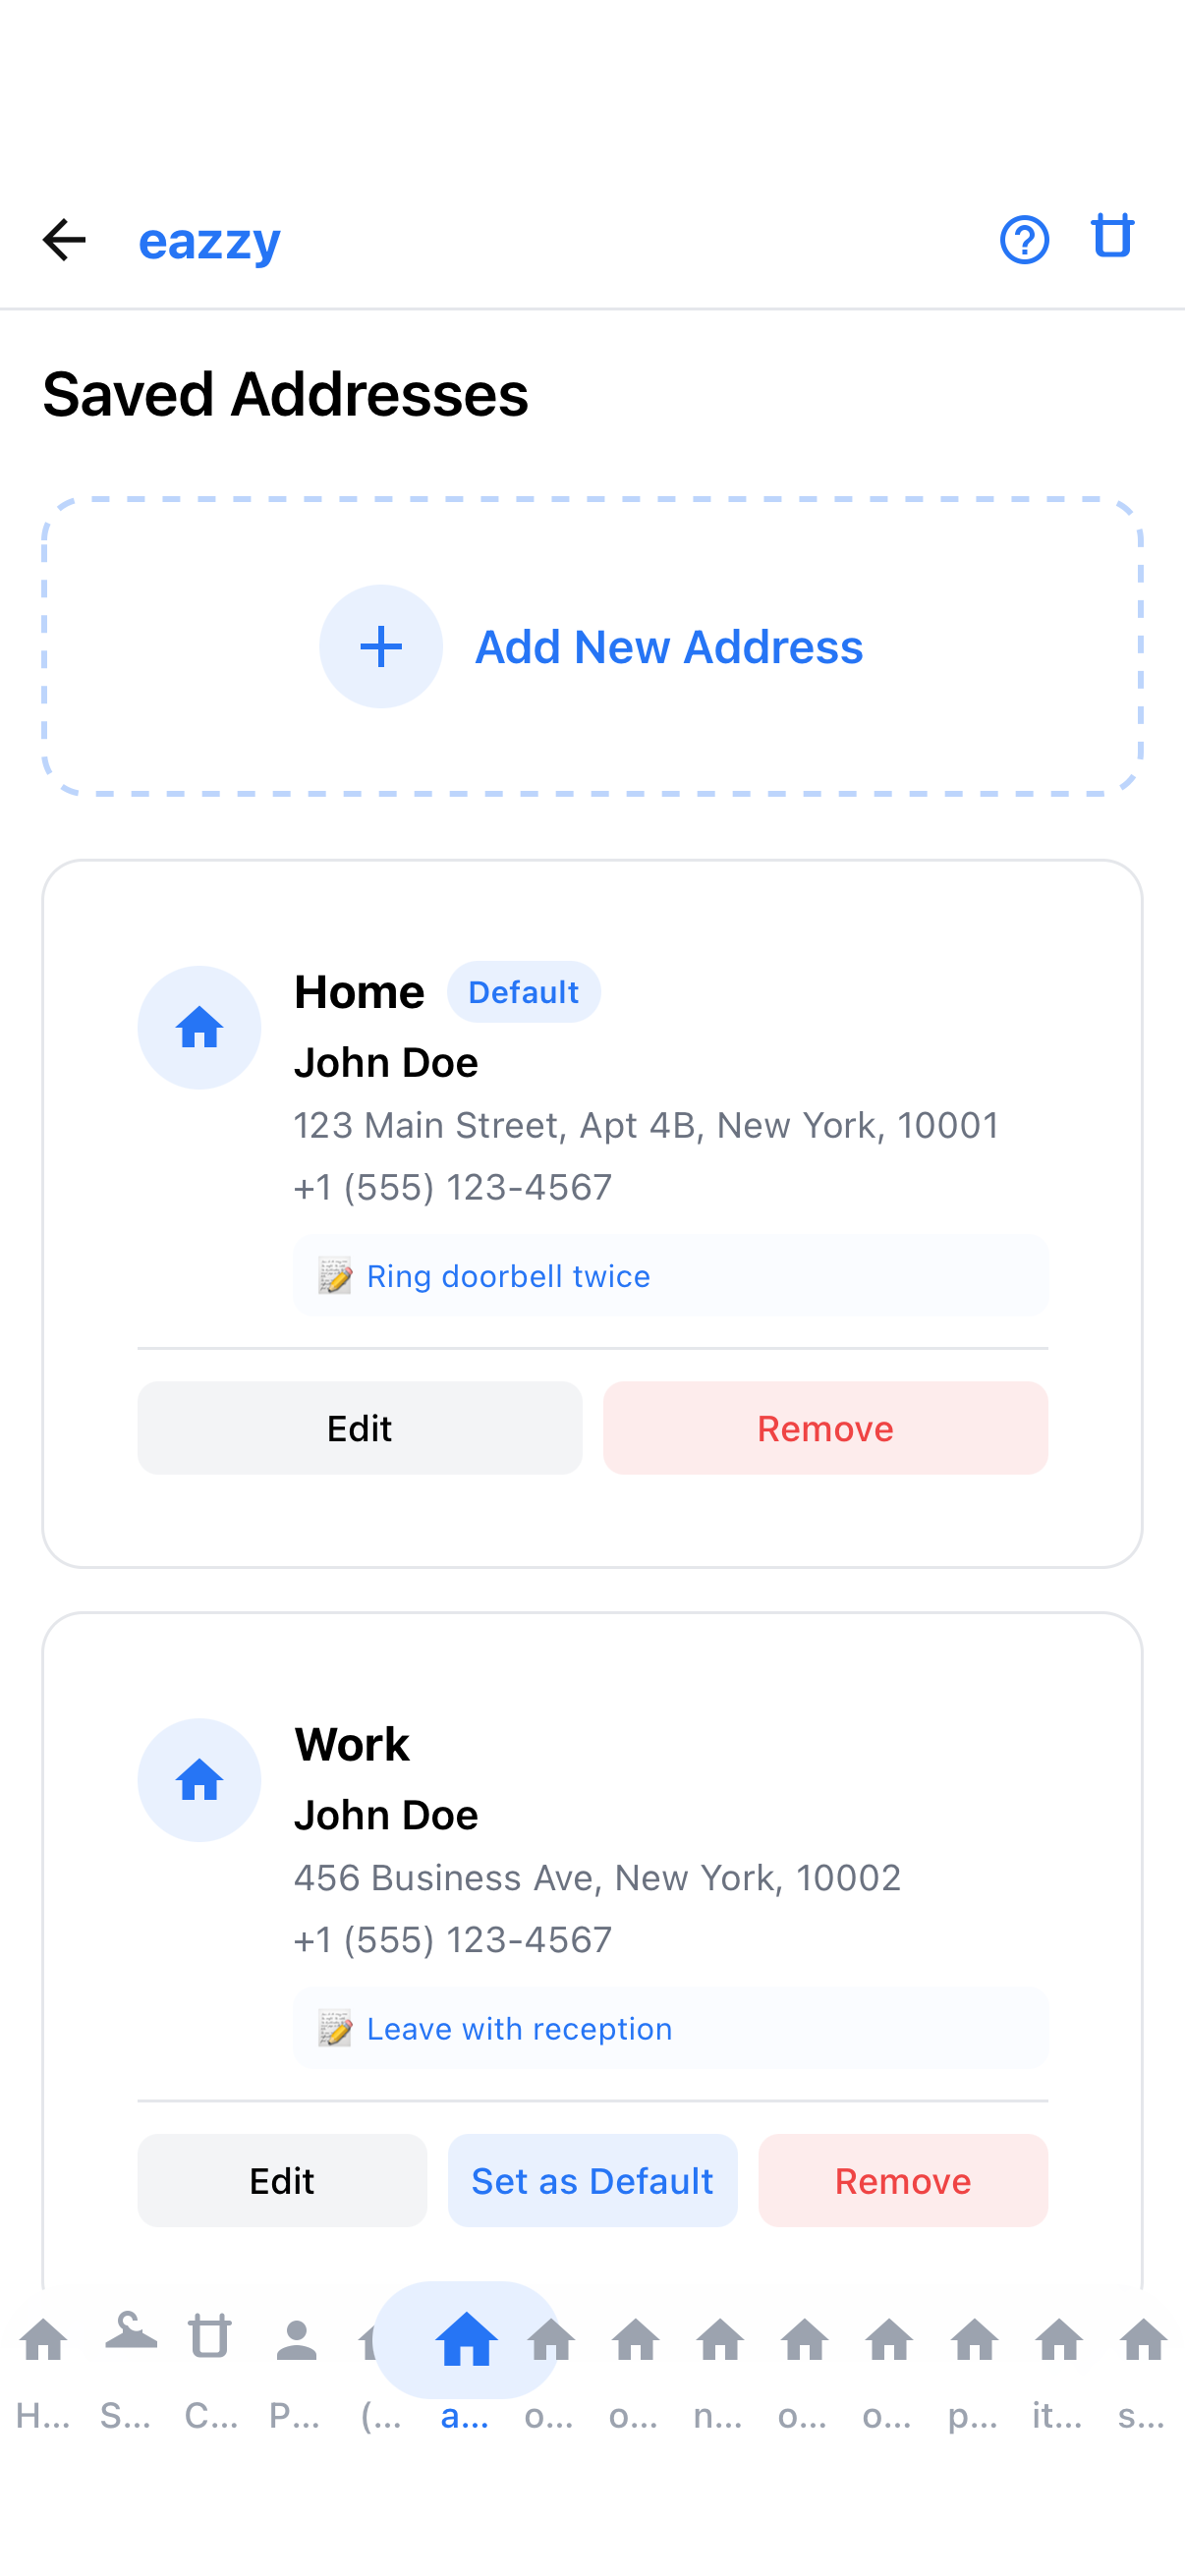 eazzy
Saved Addresses
Add New Address
Home Default
John Doe
123 Main Street, Apt 4B, New York, 10001
+1 (555) 123-4567
Ring doorbell twice
Edit Remove
Work
John Doe
456 Business Ave, New York, 10002
+1 (555) 123-4567
Leave with reception
Edit Set as Default Remove
H... S... C... P... (... a... o... o... n... o... o... p... it... s...